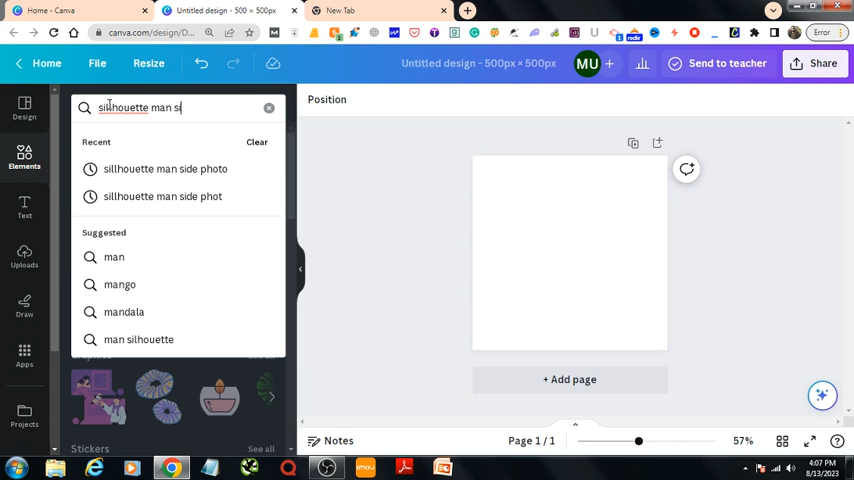 Home - Canva
Untitled design - 500 × 500px
New Tab
canva.com/design/D...
Error
Home
File
Resize
Untitled design - 500px × 500px
MU
Send to teacher
Share
Design
Elements
Text
Uploads
Draw
Apps
Projects
sillhouette man si
Recent
Clear
sillhouette man side photo
sillhouette man side phot
Suggested
man
mango
mandala
man silhouette
See all
Stickers
See all
Position
+ Add page
Notes
Page 1 / 1
57%
4:07 PM
8/13/2023